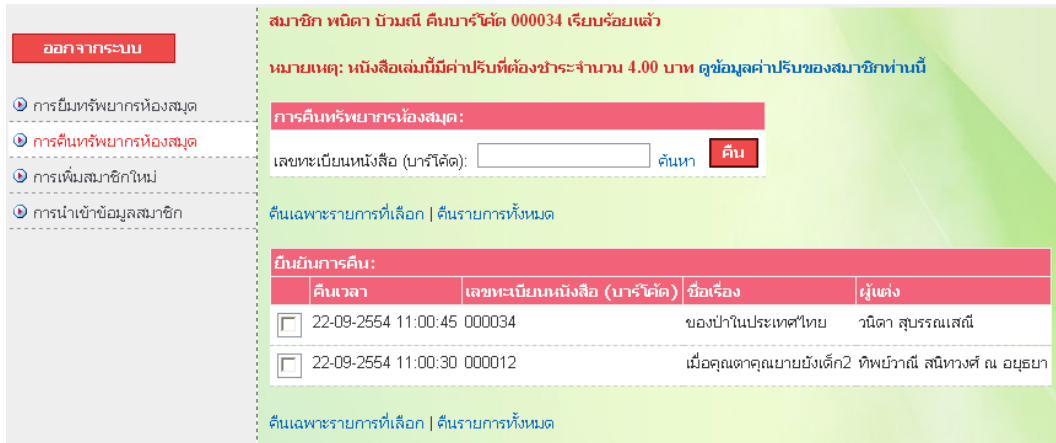 สมาชิก พนิดา บัวมณี คืนบาร์โค้ด 000034 เรียบร้อยแล้ว
ออกจากระบบ
หมายเหตุ: หนังสือเล่มนี้มีค่าปรับที่ต้องชำระจำนวน 4.00 บาท ดูข้อมูลค่าปรับของสมาชิกท่านนี้
การยืมทรัพยากรห้องสมุด
การคืนทรัพยากรห้องสมุด
การเพิ่มสมาชิกใหม่
การนำเข้าข้อมูลสมาชิก
การคืนทรัพยากรห้องสมุด:
เลขทะเบียนหนังสือ (บาร์โค้ด): ค้นหา คืน
คืนเฉพาะรายการที่เลือก | คืนรายการทั้งหมด
ยืนยันการคืน:
คืนเวลา เลขทะเบียนหนังสือ (บาร์โค้ด) ชื่อเรื่อง ผู้แต่ง
22-09-2554 11:00:45 000034 ของป่าในประเทศไทย วนิดา สุบรรณเสณี
22-09-2554 11:00:30 000012 เมื่อคุณตาคุณยายยังเด็ก2 ทิพย์วาณี สนิทวงศ์ ณ อยุธยา
คืนเฉพาะรายการที่เลือก | คืนรายการทั้งหมด